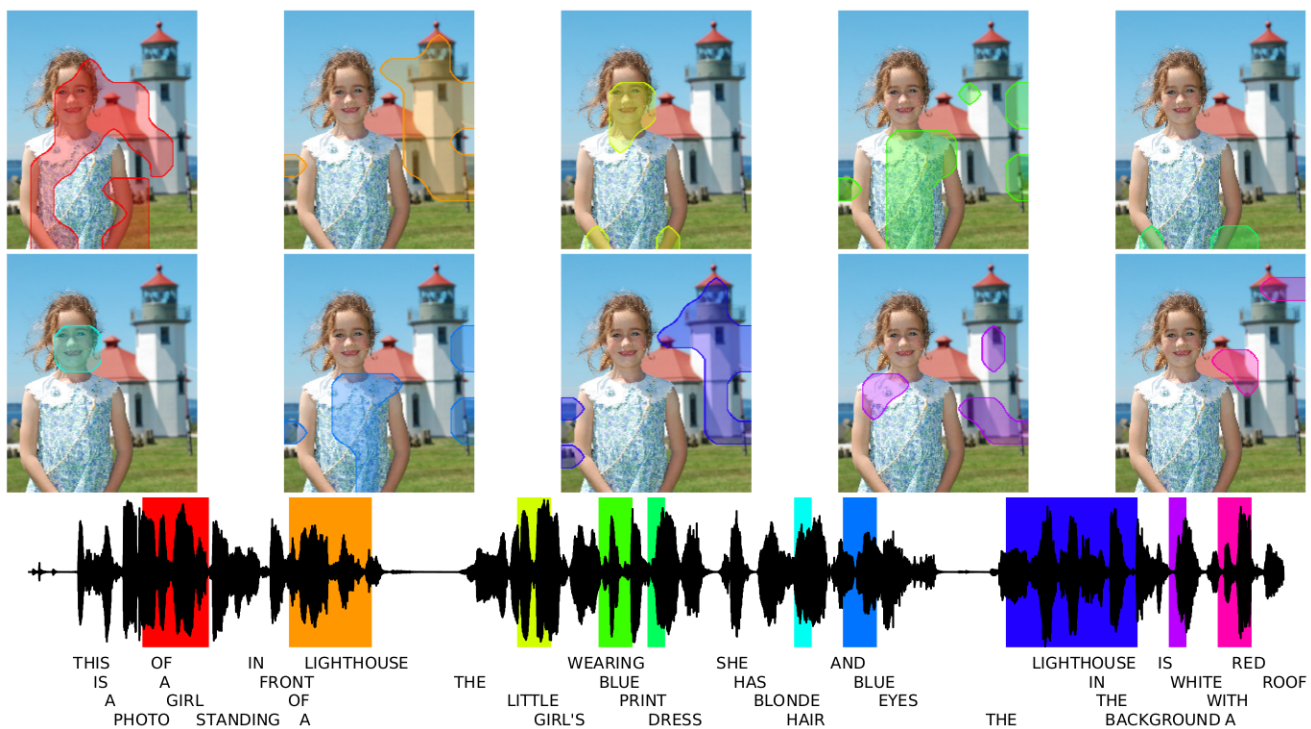 THIS OF IN LIGHTHOUSE WEARING SHE AND LIGHTHOUSE IS RED
IS A FRONT THE BLUE HAS BLUE IN WHITE ROOF
A GIRL OF LITTLE PRINT BLONDE EYES THE WITH
PHOTO STANDING A GIRL'S DRESS HAIR THE BACKGROUND A